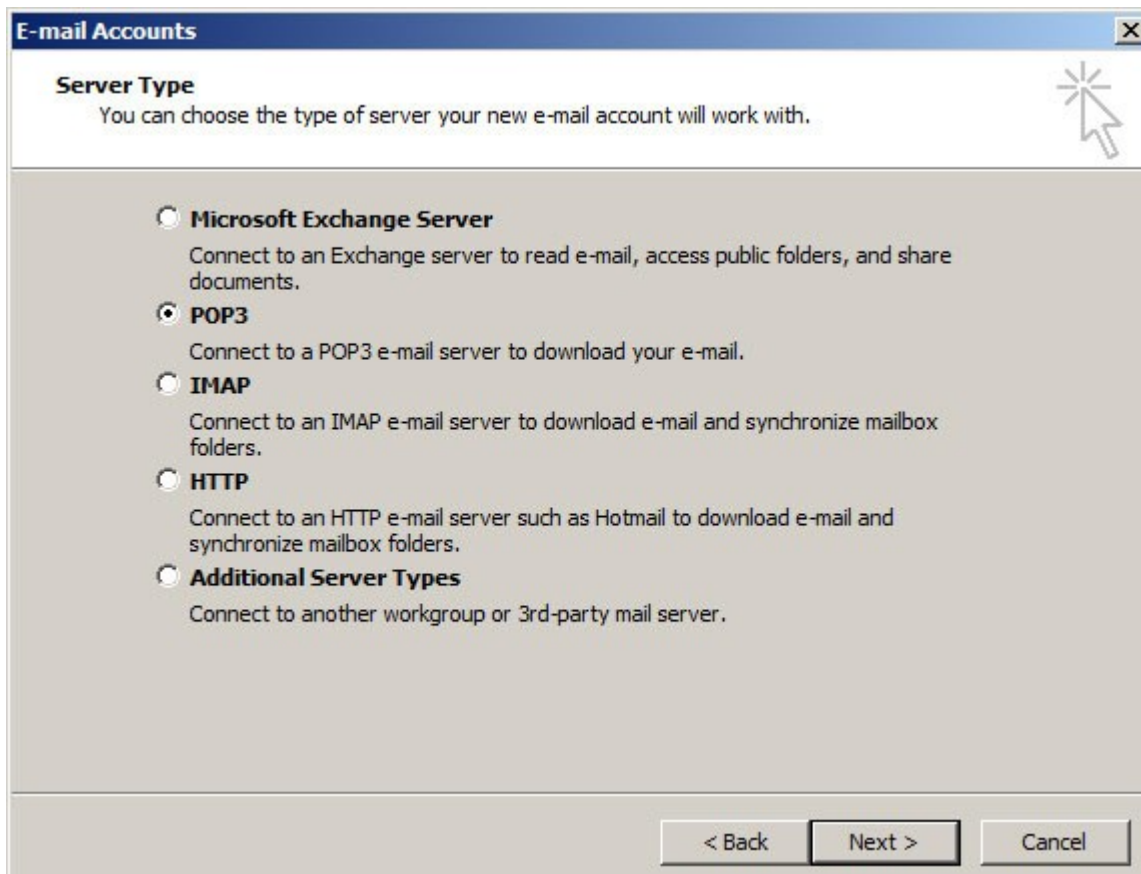 E-mail Accounts
Server Type
You can choose the type of server your new e-mail account will work with.
Microsoft Exchange Server
Connect to an Exchange server to read e-mail, access public folders, and share
documents.
POP3
Connect to a POP3 e-mail server to download your e-mail.
IMAP
Connect to an IMAP e-mail server to download e-mail and synchronize mailbox
folders.
HTTP
Connect to an HTTP e-mail server such as Hotmail to download e-mail and
synchronize mailbox folders.
Additional Server Types
Connect to another workgroup or 3rd-party mail server.
< Back Next > Cancel